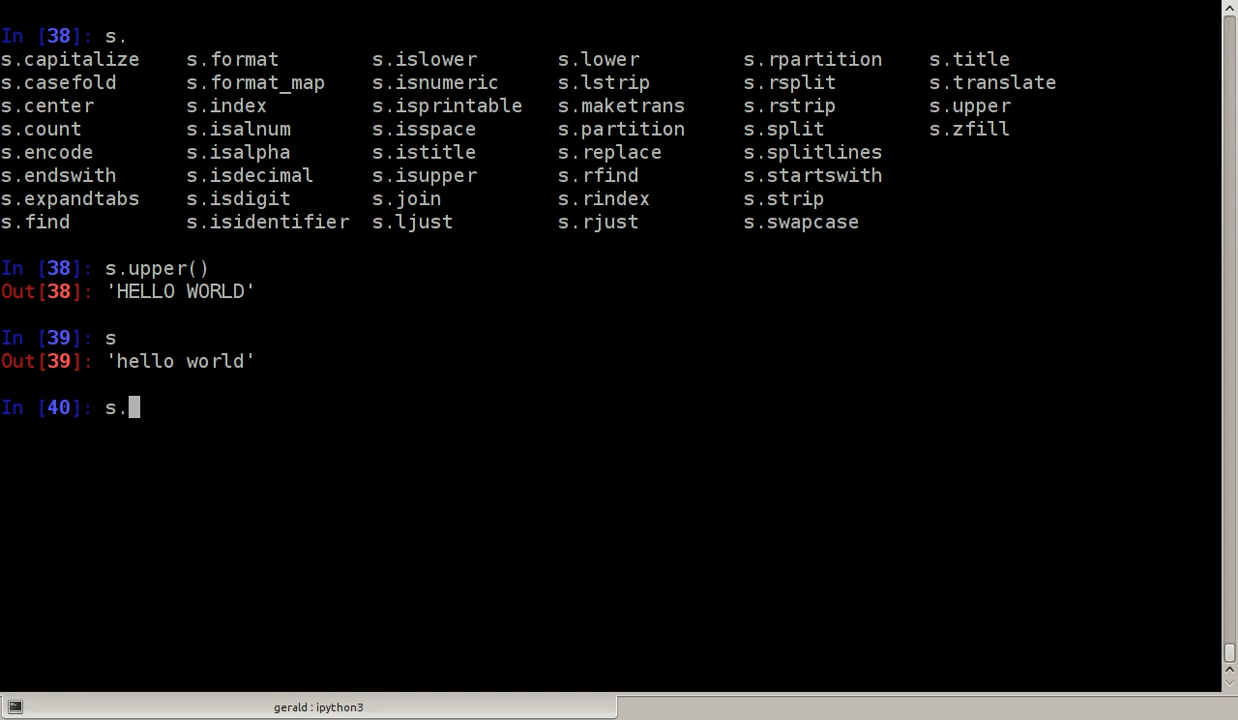 In [38]: s.
s.capitalize s.format s.islower s.lower s.rpartition s.title
s.casefold s.format_map s.isnumeric s.lstrip s.rsplit s.translate
s.center s.index s.isprintable s.maketrans s.rstrip s.upper
s.count s.isalnum s.isspace s.partition s.split s.zfill
s.encode s.isalpha s.istitle s.replace s.splitlines
s.endswith s.isdecimal s.isupper s.rfind s.startswith
s.expandtabs s.isdigit s.join s.rindex s.strip
s.find s.isidentifier s.ljust s.rjust s.swapcase
In [38]: s.upper()
Out[38]: 'HELLO WORLD'
In [39]: s
Out[39]: 'hello world'
In [40]: s.
gerald : ipython3